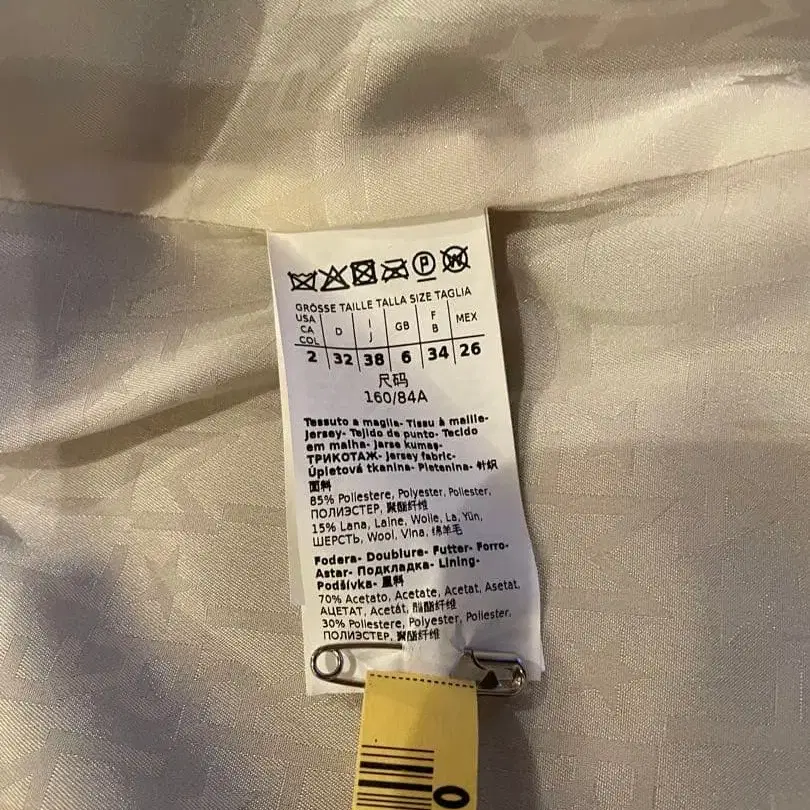 P W
GRÖSSE TAILLE TALLA SIZE TAGLIA
USA CA COL D I J GB F B MEX
2 32 38 6 34 26
尺码
160/84A
Tessuto a maglia- Tissu à maille-
Jersey- Tejido de punto- Tecido
em malha- Jarse kumaş-
ТРИКОТАЖ- Jersey fabric-
Úpletová tkanina- Pletenina- 针织
面料
85% Poliestere, Polyester, Poliester,
ПОЛИЭСТЕР, 聚酯纤维
15% Lana, Laine, Wolle, La, Yün,
ШЕРСТЬ, Wool, Vlna, 绵羊毛
Fodera- Doublure- Futter- Forro-
Astar- Подкладка- Lining-
Podšívka- 里料
70% Acetato, Acetate, Acetat, Asetat,
АЦЕТАТ, Acetát, 醋酯纤维
30% Poliestere, Polyester, Poliester,
ПОЛИЭСТЕР, 聚酯纤维
0